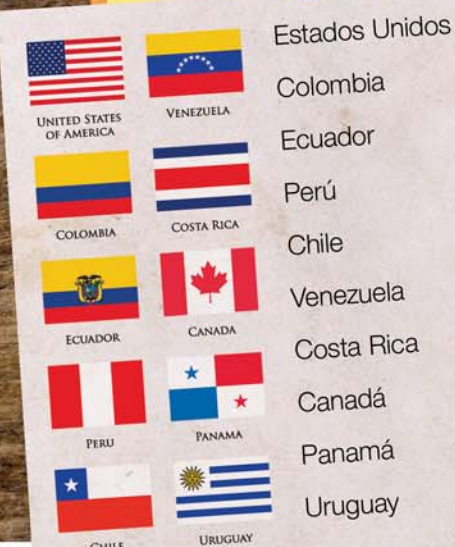 UNITED STATES
OF AMERICA
VENEZUELA
COLOMBIA
COSTA RICA
ECUADOR
CANADA
PERU
PANAMA
CHILE
URUGUAY
Estados Unidos
Colombia
Ecuador
Perú
Chile
Venezuela
Costa Rica
Canadá
Panamá
Uruguay